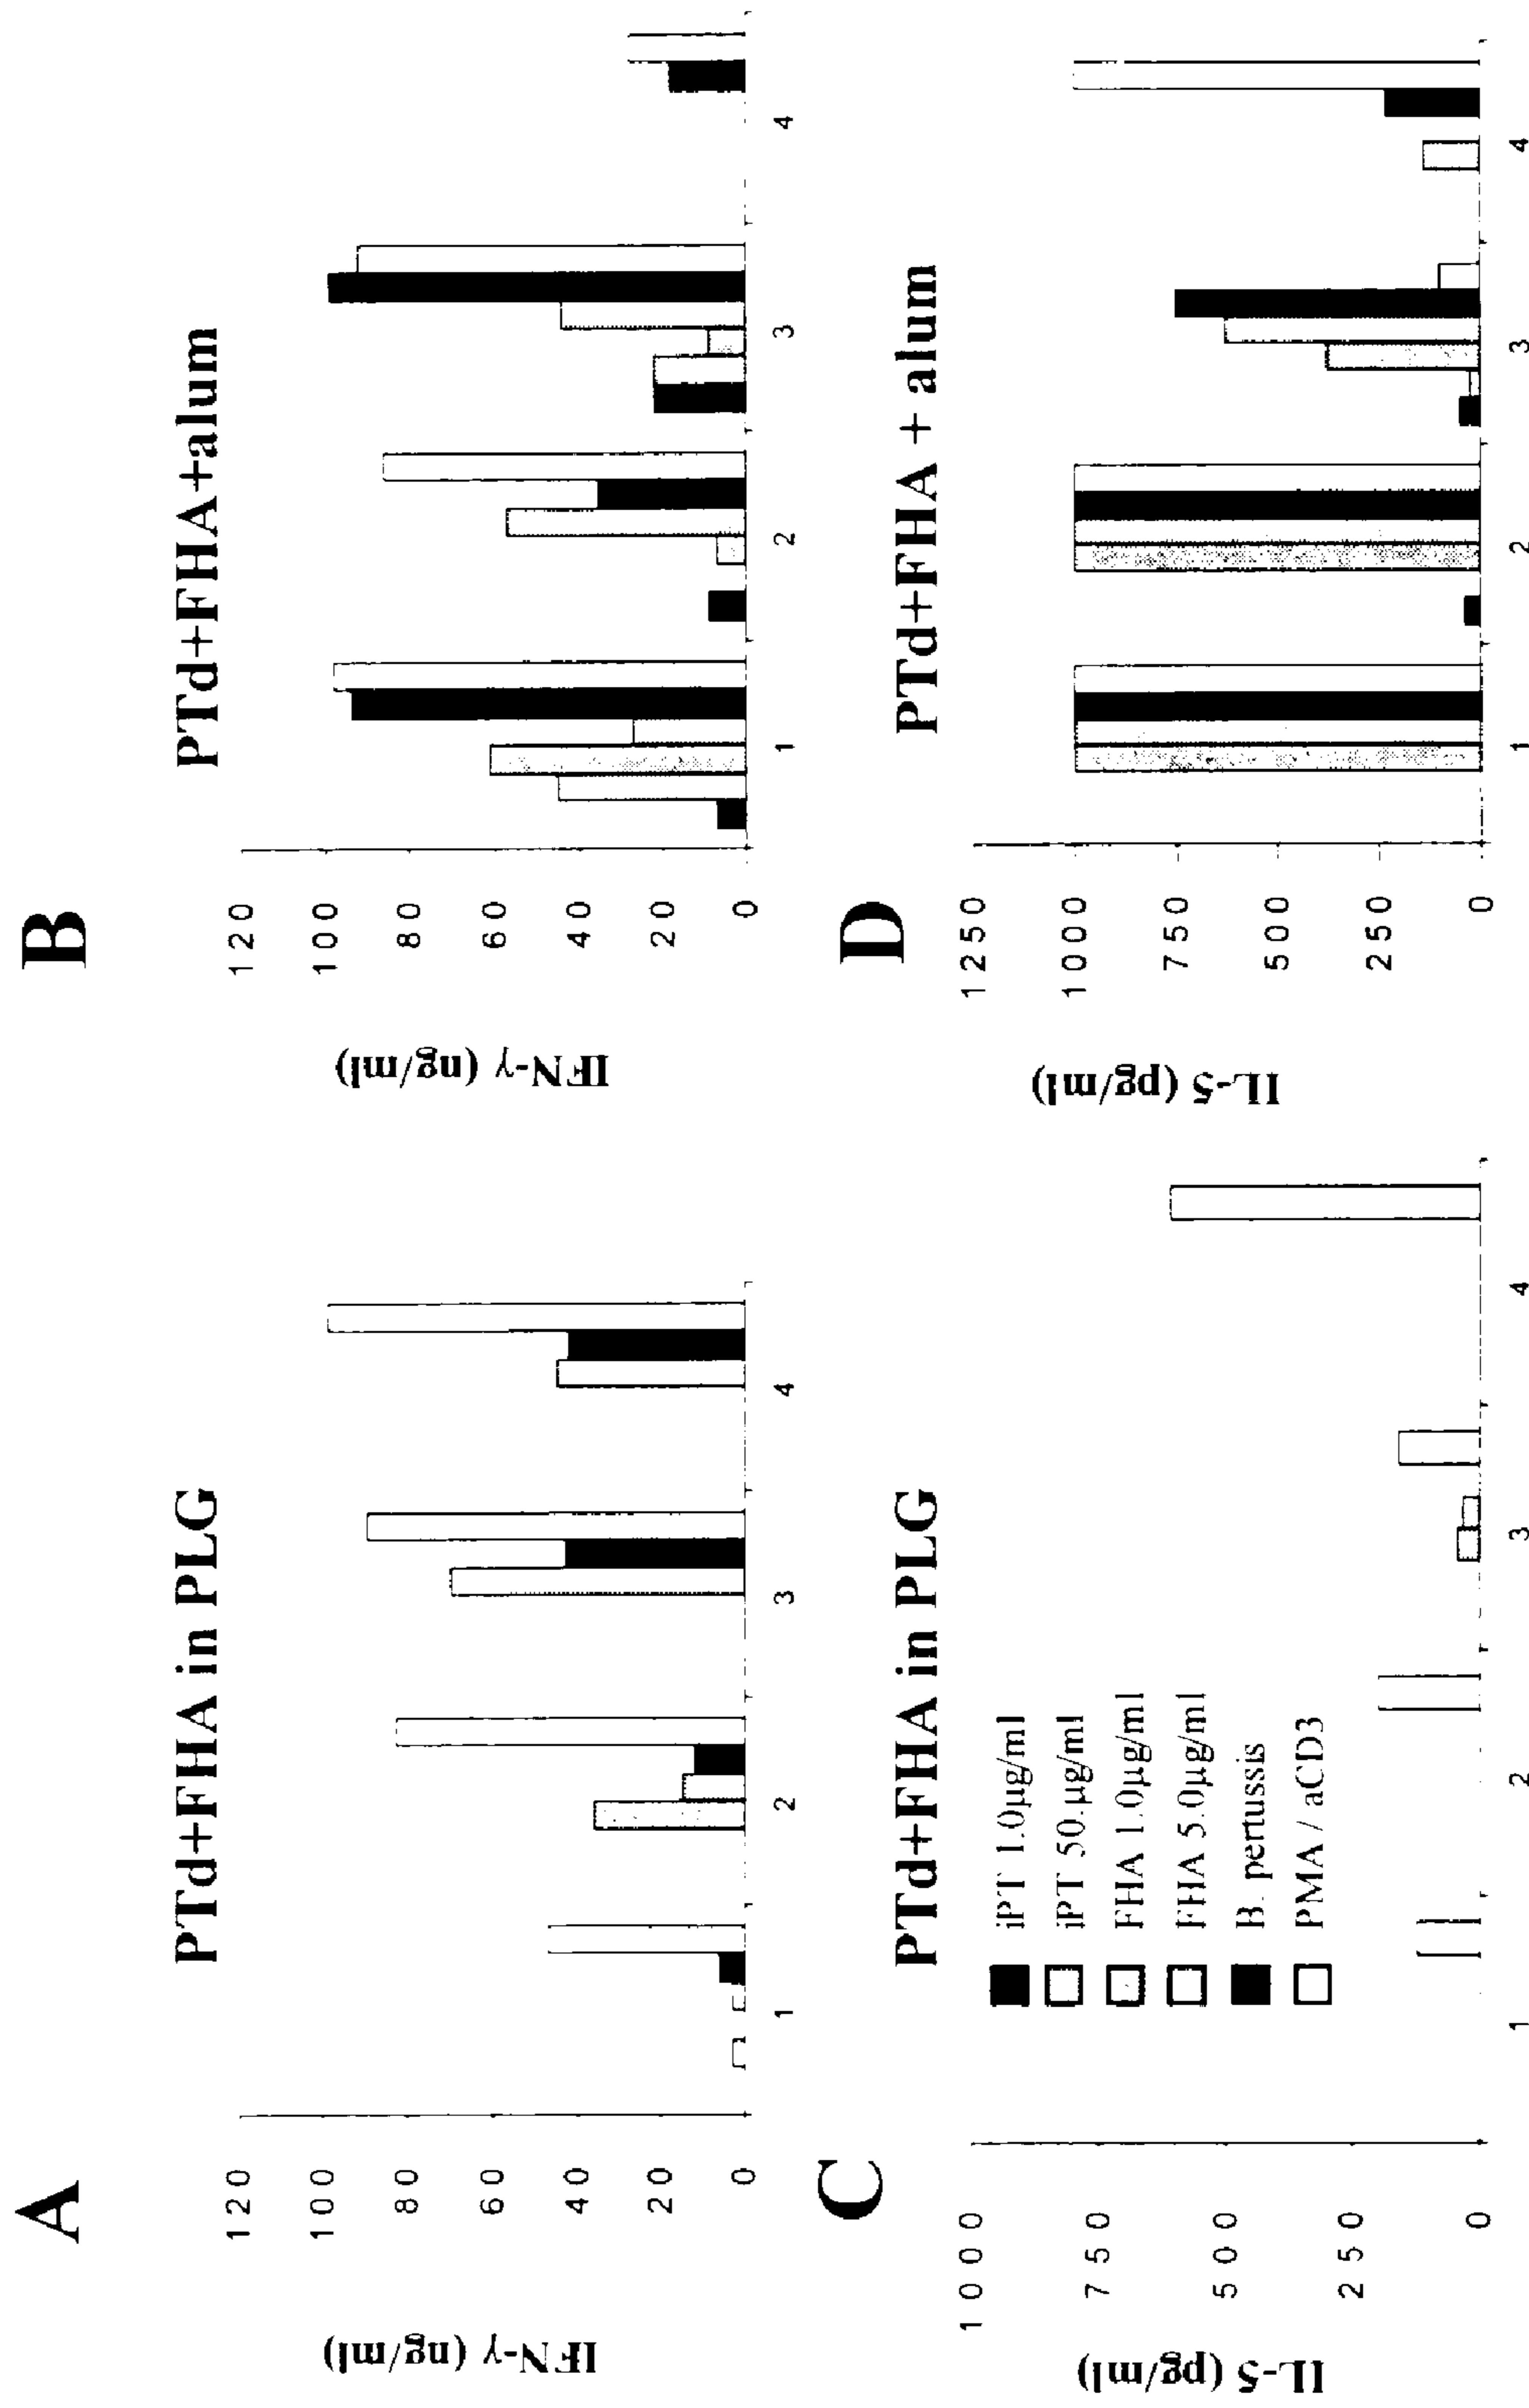 A
PTd+FHA in PLG
IFN-γ (ng/ml)
120
100
80
60
40
20
0
1 2 3 4
B
PTd+FHA+alum
IFN-γ (ng/ml)
120
100
80
60
40
20
0
1 2 3 4
C
PTd+FHA in PLG
IL-5 (pg/ml)
1000
750
500
250
0
iPT 1.0µg/ml
iPT 50.µg/ml
FHA 1.0µg/ml
FHA 5.0µg/ml
B. pertussis
PMA / aCD3
1 2 3 4
D
PTd+FHA + alum
IL-5 (pg/ml)
1250
1000
750
500
250
0
1 2 3 4